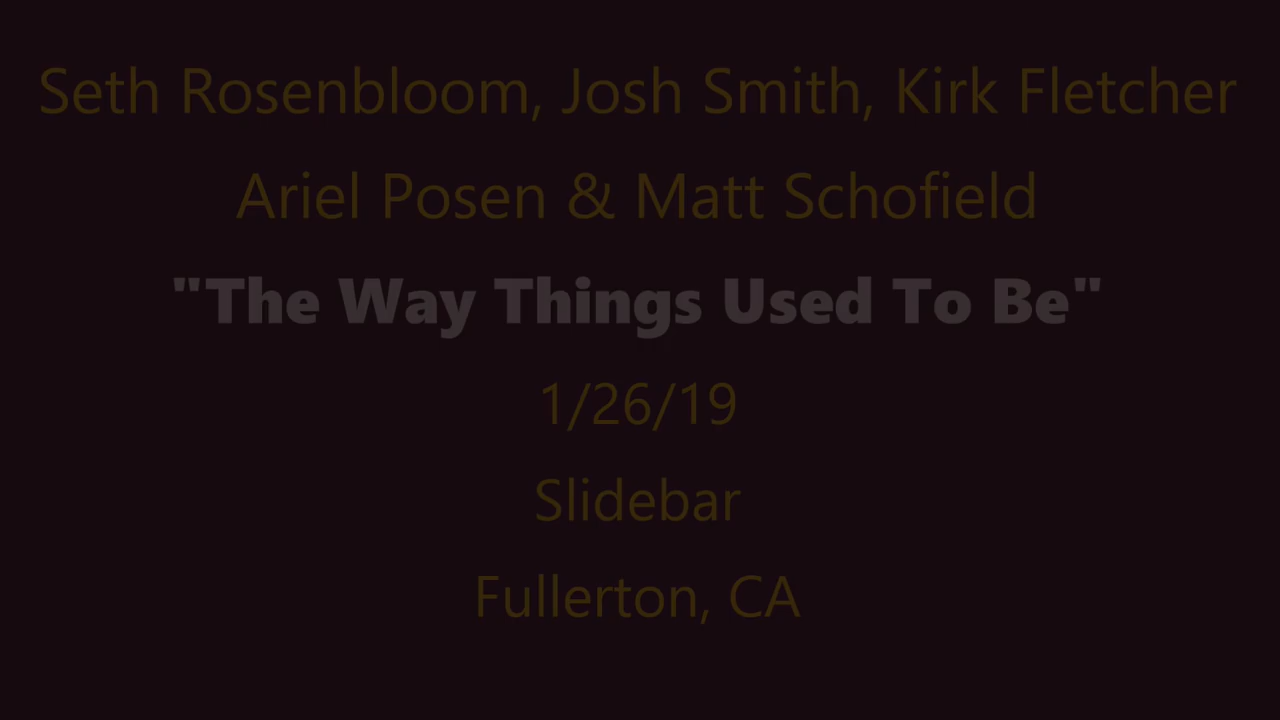 Seth Rosenbloom, Josh Smith, Kirk Fletcher
Ariel Posen & Matt Schofield
"The Way Things Used To Be"
1/26/19
Slidebar
Fullerton, CA